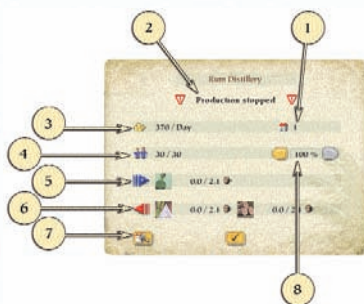 2
1
Rum Distillery
Production stopped
3
370 / Day
1
4
30 / 30
100 %
5
0.0 / 2.1
6
0.0 / 2.1
0.0 / 2.1
7
8